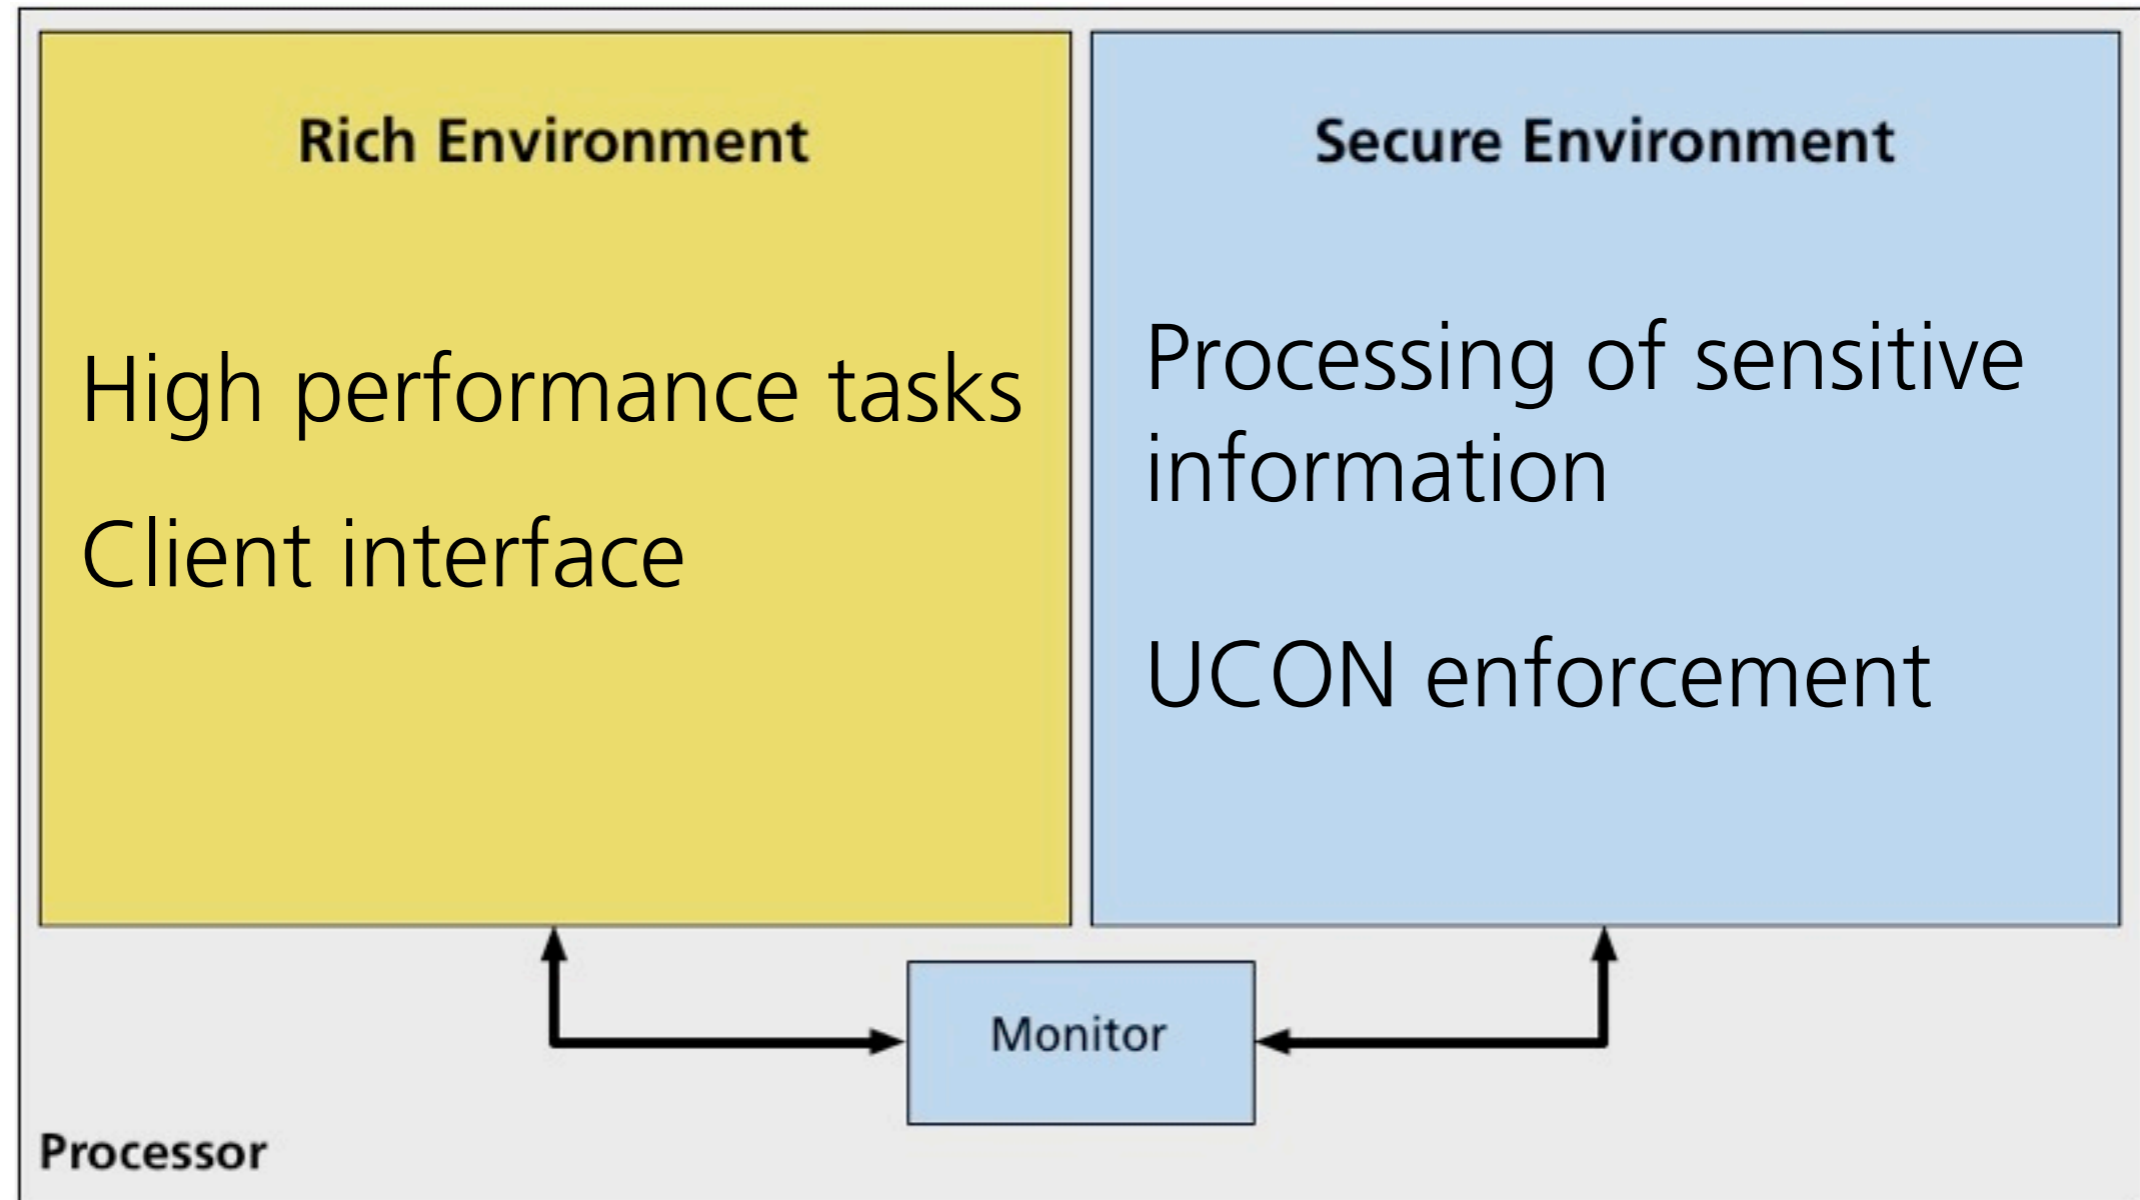 Rich Environment
High performance tasks
Client interface
Secure Environment
Processing of sensitive
information
UCON enforcement
Monitor
Processor